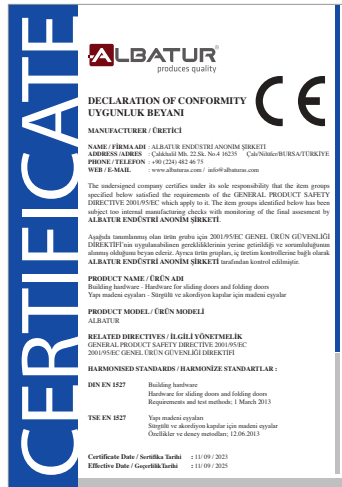 CERTIFICATE
ALBATUR®
produces quality
CE
DECLARATION OF CONFORMITY
UYGUNLUK BEYANI
MANUFACTURER / ÜRETİCİ
NAME / FİRMA ADI : ALBATUR ENDÜSTRİ ANONİM ŞİRKETİ
ADDRESS /ADRES : Çalı Mh. 22.Sk. No.4 16235 Çalı/Nilüfer/BURSA/TÜRKİYE
PHONE / TELEFON : +90 (224) 482 46 75
WEB / E-MAIL : www.albaturas.com / info@albaturas.com
The undersigned company certifies under its sole responsibility that the item groups
specified below satisfied the requirements of the GENERAL PRODUCT SAFETY
DIRECTIVE 2001/95/EC which apply to it. The item groups identified below has been
subject too internal manufacturing checks with monitoring of the final assessment by
ALBATUR ENDÜSTRİ ANONİM ŞİRKETİ.
Aşağıda tanımlanmış olan ürün grubu için 2001/95/EC GENEL ÜRÜN GÜVENLİĞİ
DİREKTİFİ'nin uygulanabilinen gerekliliklerinin yerine getirildiği ve sorumluluğunun
alınmış olduğunu beyan ederiz. Ayrıca ürün grupları, iç üretim kontrollerine bağlı olarak
ALBATUR ENDÜSTRİ ANONİM ŞİRKETİ tarafından kontrol edilmiştir.
PRODUCT NAME / ÜRÜN ADI
Building hardware - Hardware for sliding doors and folding doors
Yapı madeni eşyaları - Sürgülü ve akordiyon kapılar için madeni eşyalar
PRODUCT MODEL / ÜRÜN MODELİ
ALBATUR
RELATED DIRECTIVES / İLGİLİ YÖNETMELİK
GENERAL PRODUCT SAFETY DIRECTIVE 2001/95/EC
2001/95/EC GENEL ÜRÜN GÜVENLİĞİ DİREKTİFİ
HARMONISED STANDARDS / HARMONİZE STANDARTLAR :
DIN EN 1527 Building hardware
Hardware for sliding doors and folding doors
Requirements and test methods; 1 March 2013
TSE EN 1527 Yapı madeni eşyaları
Sürgülü ve akordiyon kapılar için madeni eşyalar
Özellikler ve deney metodları; 12.06.2013
Certificate Date / Sertifika Tarihi : 11/ 09 / 2023
Effective Date / GeçerlilikTarihi : 11/ 09 / 2025